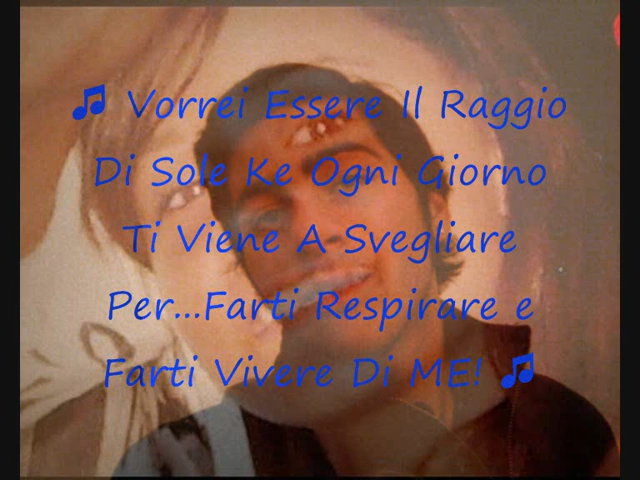 ♫ Vorrei Essere Il Raggio
Di Sole Ke Ogni Giorno
Ti Viene A Svegliare
Per...Farti Respirare e
Farti Vivere Di ME! ♫